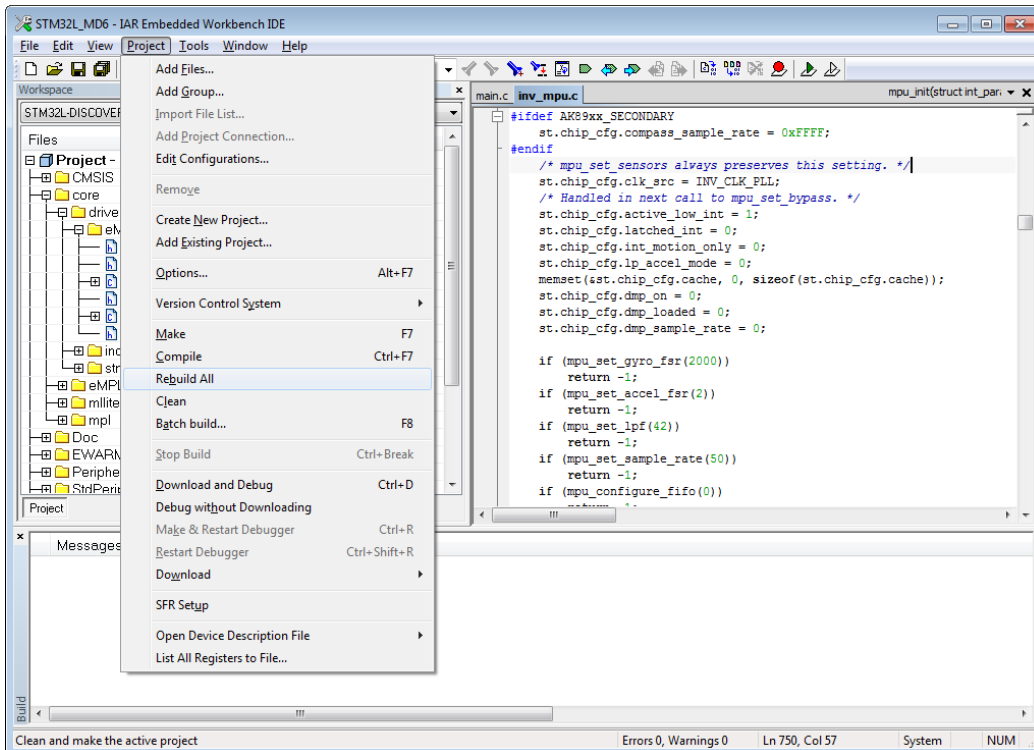 STM32L_MD6 - IAR Embedded Workbench IDE
File Edit View Project Tools Window Help
Workspace
STM32L-DISCOVER
Files
Project -
CMSIS
core
drive
eM
inc
str
eMPL
mllite
mpl
Doc
EWARM
Periphe
StdPerip
Project
Add Files...
Add Group...
Import File List...
Add Project Connection...
Edit Configurations...
Remove
Create New Project...
Add Existing Project...
Options... Alt+F7
Version Control System
Make F7
Compile Ctrl+F7
Rebuild All
Clean
Batch build... F8
Stop Build Ctrl+Break
Download and Debug Ctrl+D
Debug without Downloading
Make & Restart Debugger Ctrl+R
Restart Debugger Ctrl+Shift+R
Download
SFR Setup
Open Device Description File
List All Registers to File...
main.c inv_mpu.c mpu_init(struct int_par
#ifdef AK89xx_SECONDARY
st.chip_cfg.compass_sample_rate = 0xFFFF;
#endif
/* mpu_set_sensors always preserves this setting. */
st.chip_cfg.clk_src = INV_CLK_PLL;
/* Handled in next call to mpu_set_bypass. */
st.chip_cfg.active_low_int = 1;
st.chip_cfg.latched_int = 0;
st.chip_cfg.int_motion_only = 0;
st.chip_cfg.lp_accel_mode = 0;
memset(&st.chip_cfg.cache, 0, sizeof(st.chip_cfg.cache));
st.chip_cfg.dmp_on = 0;
st.chip_cfg.dmp_loaded = 0;
st.chip_cfg.dmp_sample_rate = 0;
if (mpu_set_gyro_fsr(2000))
return -1;
if (mpu_set_accel_fsr(2))
return -1;
if (mpu_set_lpf(42))
return -1;
if (mpu_set_sample_rate(50))
return -1;
if (mpu_configure_fifo(0))
Messages
Build
Clean and make the active project Errors 0, Warnings 0 Ln 750, Col 57 System NUM